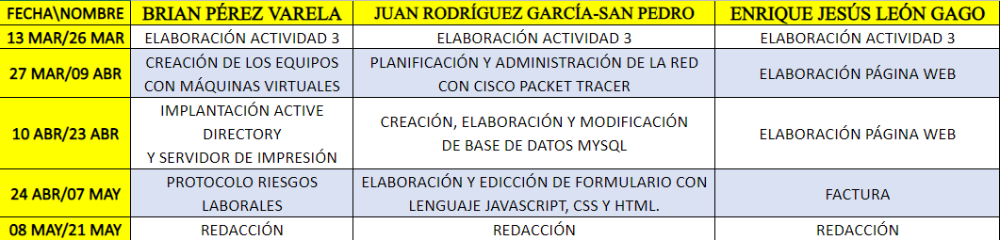 FECHA\NOMBRE BRIAN PÉREZ VARELA JUAN RODRÍGUEZ GARCÍA-SAN PEDRO ENRIQUE JESÚS LEÓN GAGO
13 MAR/26 MAR ELABORACIÓN ACTIVIDAD 3 ELABORACIÓN ACTIVIDAD 3 ELABORACIÓN ACTIVIDAD 3
27 MAR/09 ABR
CREACIÓN DE LOS EQUIPOS
CON MÁQUINAS VIRTUALES
PLANIFICACIÓN Y ADMINISTRACIÓN DE LA RED
CON CISCO PACKET TRACER
ELABORACIÓN PÁGINA WEB
10 ABR/23 ABR
IMPLANTACIÓN ACTIVE
DIRECTORY
Y SERVIDOR DE IMPRESIÓN
CREACIÓN, ELABORACIÓN Y MODIFICACIÓN
DE BASE DE DATOS MYSQL
ELABORACIÓN PÁGINA WEB
24 ABR/07 MAY
PROTOCOLO RIESGOS
LABORALES
ELABORACIÓN Y EDICCIÓN DE FORMULARIO CON
LENGUAJE JAVASCRIPT, CSS Y HTML.
FACTURA
08 MAY/21 MAY REDACCIÓN REDACCIÓN REDACCIÓN